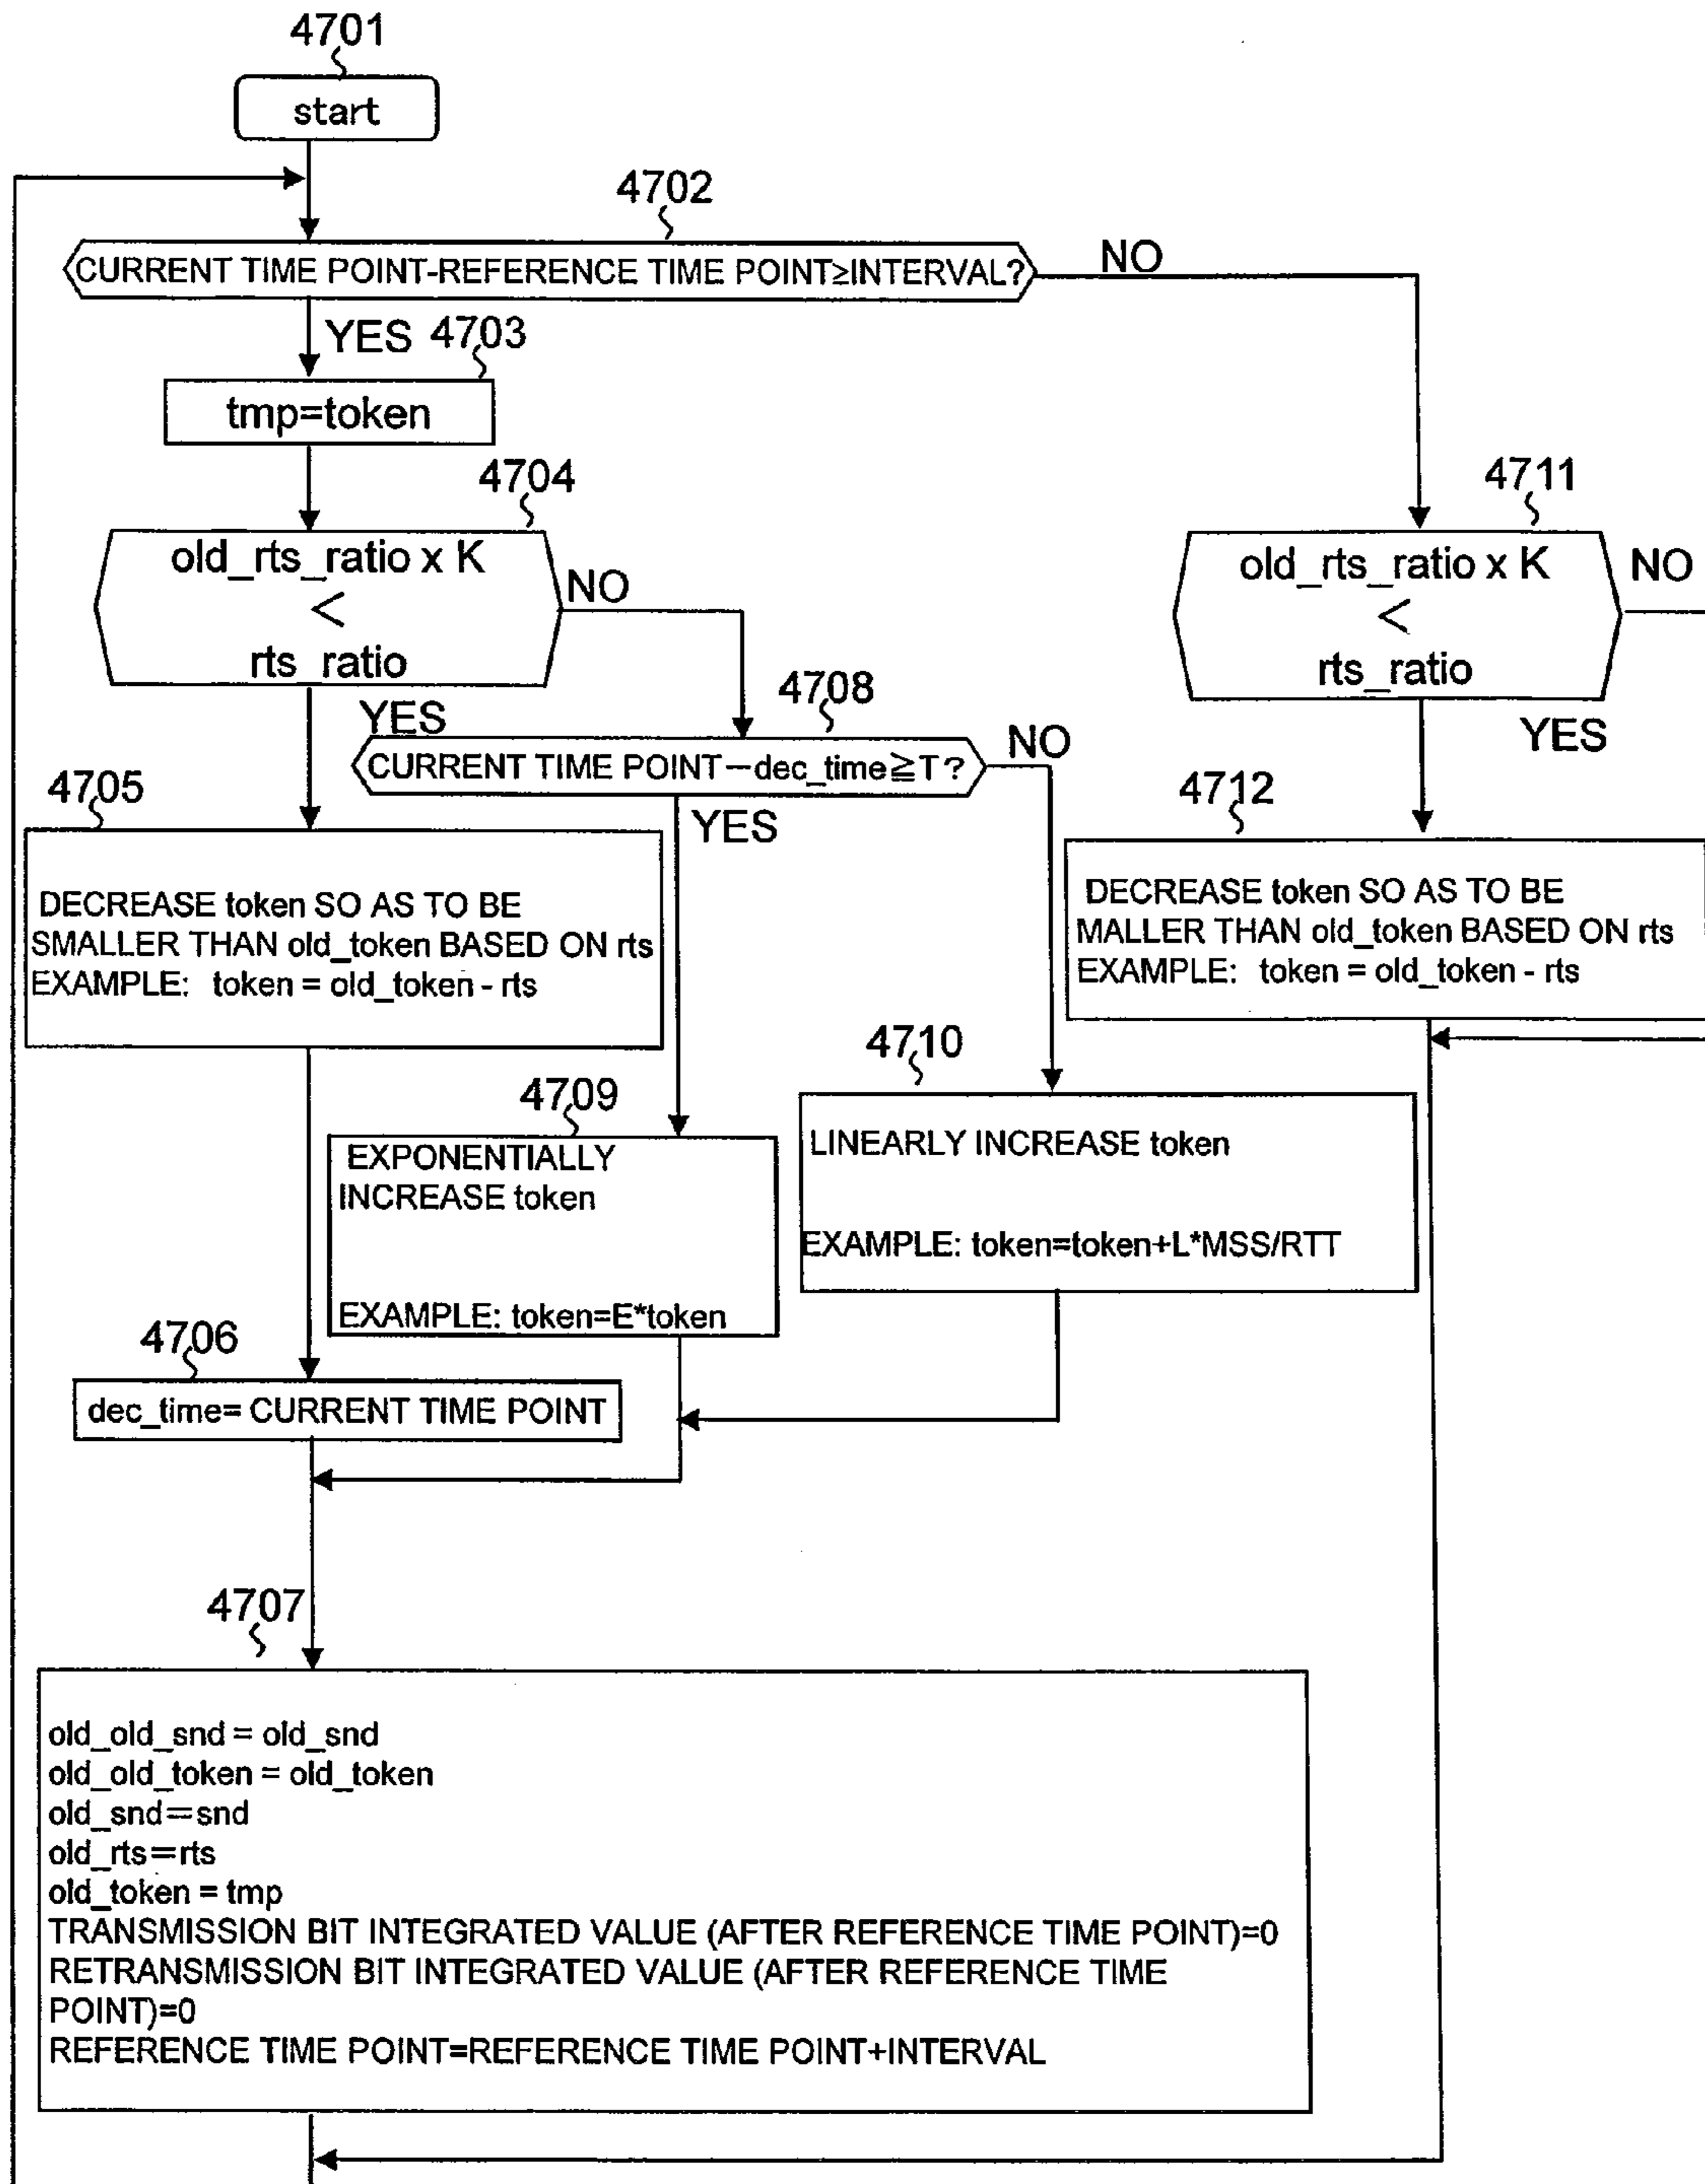 4701
start
4702
CURRENT TIME POINT-REFERENCE TIME POINT≥INTERVAL?
NO
YES
4703
tmp=token
4704
old_rts_ratio x K
<
rts_ratio
NO
4711
old_rts_ratio x K
<
rts_ratio
NO
YES
4708
CURRENT TIME POINT－dec_time≧T?
NO
YES
YES
4705
DECREASE token SO AS TO BE
SMALLER THAN old_token BASED ON rts
EXAMPLE: token = old_token - rts
4712
DECREASE token SO AS TO BE
MALLER THAN old_token BASED ON rts
EXAMPLE: token = old_token - rts
4709
EXPONENTIALLY
INCREASE token
EXAMPLE: token=E*token
4710
LINEARLY INCREASE token
EXAMPLE: token=token+L*MSS/RTT
4706
dec_time= CURRENT TIME POINT
4707
old_old_snd = old_snd
old_old_token = old_token
old_snd＝snd
old_rts＝rts
old_token = tmp
TRANSMISSION BIT INTEGRATED VALUE (AFTER REFERENCE TIME POINT)=0
RETRANSMISSION BIT INTEGRATED VALUE (AFTER REFERENCE TIME
POINT)=0
REFERENCE TIME POINT=REFERENCE TIME POINT+INTERVAL